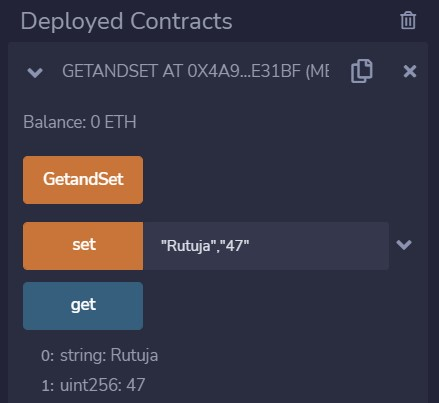 Deployed Contracts
GETANDSET AT 0X4A9...E31BF (ME
Balance: 0 ETH
GetandSet
set "Rutuja","47"
get
0: string: Rutuja
1: uint256: 47